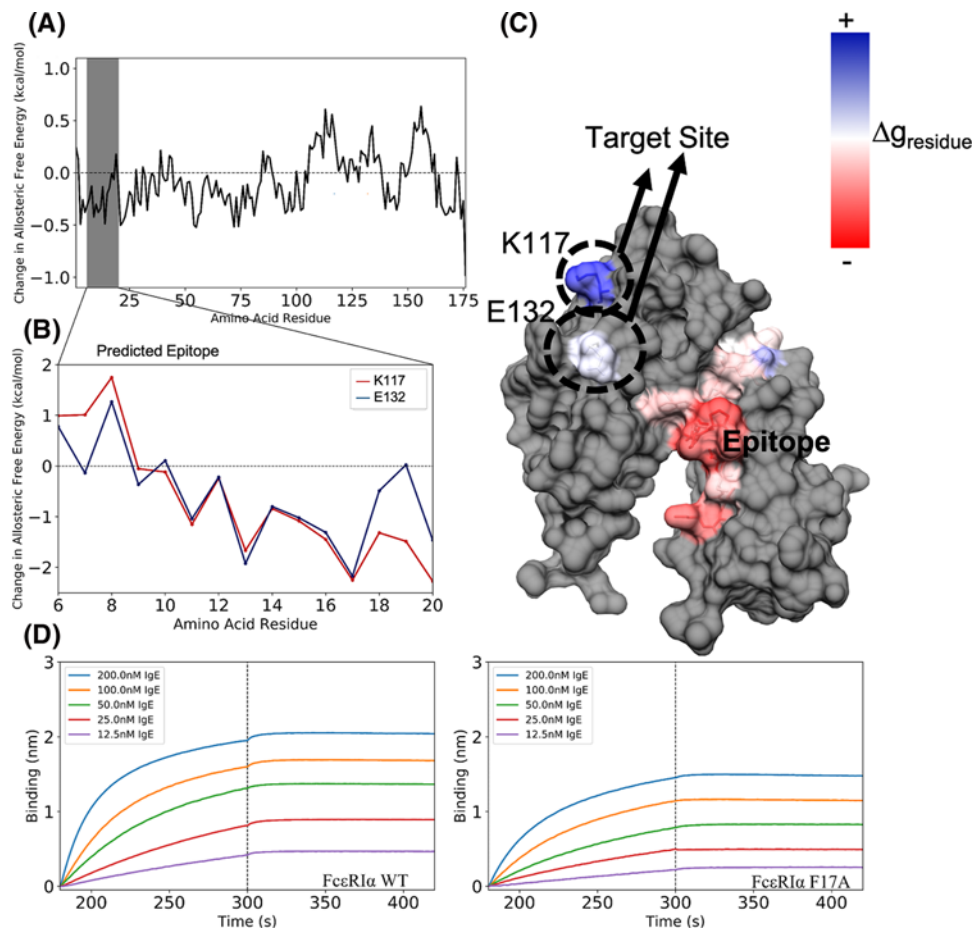 (A)
Change in Allosteric Free Energy (kcal/mol)
1.0
0.5
0.0
−0.5
−1.0
25 50 75 100 125 150 175
Amino Acid Residue
(B)
Predicted Epitope
Change in Allosteric Free Energy (kcal/mol)
2
1
0
−1
−2
K117
E132
6 8 10 12 14 16 18 20
Amino Acid Residue
(C)
+
Δgresidue
-
Target Site
K117
E132
Epitope
(D)
Binding (nm)
3
2
1
0
200.0nM IgE
100.0nM IgE
50.0nM IgE
25.0nM IgE
12.5nM IgE
FcεRIα WT
200 300 400
Time (s)
Binding (nm)
3
2
1
0
200.0nM IgE
100.0nM IgE
50.0nM IgE
25.0nM IgE
12.5nM IgE
FcεRIα F17A
200 300 400
Time (s)